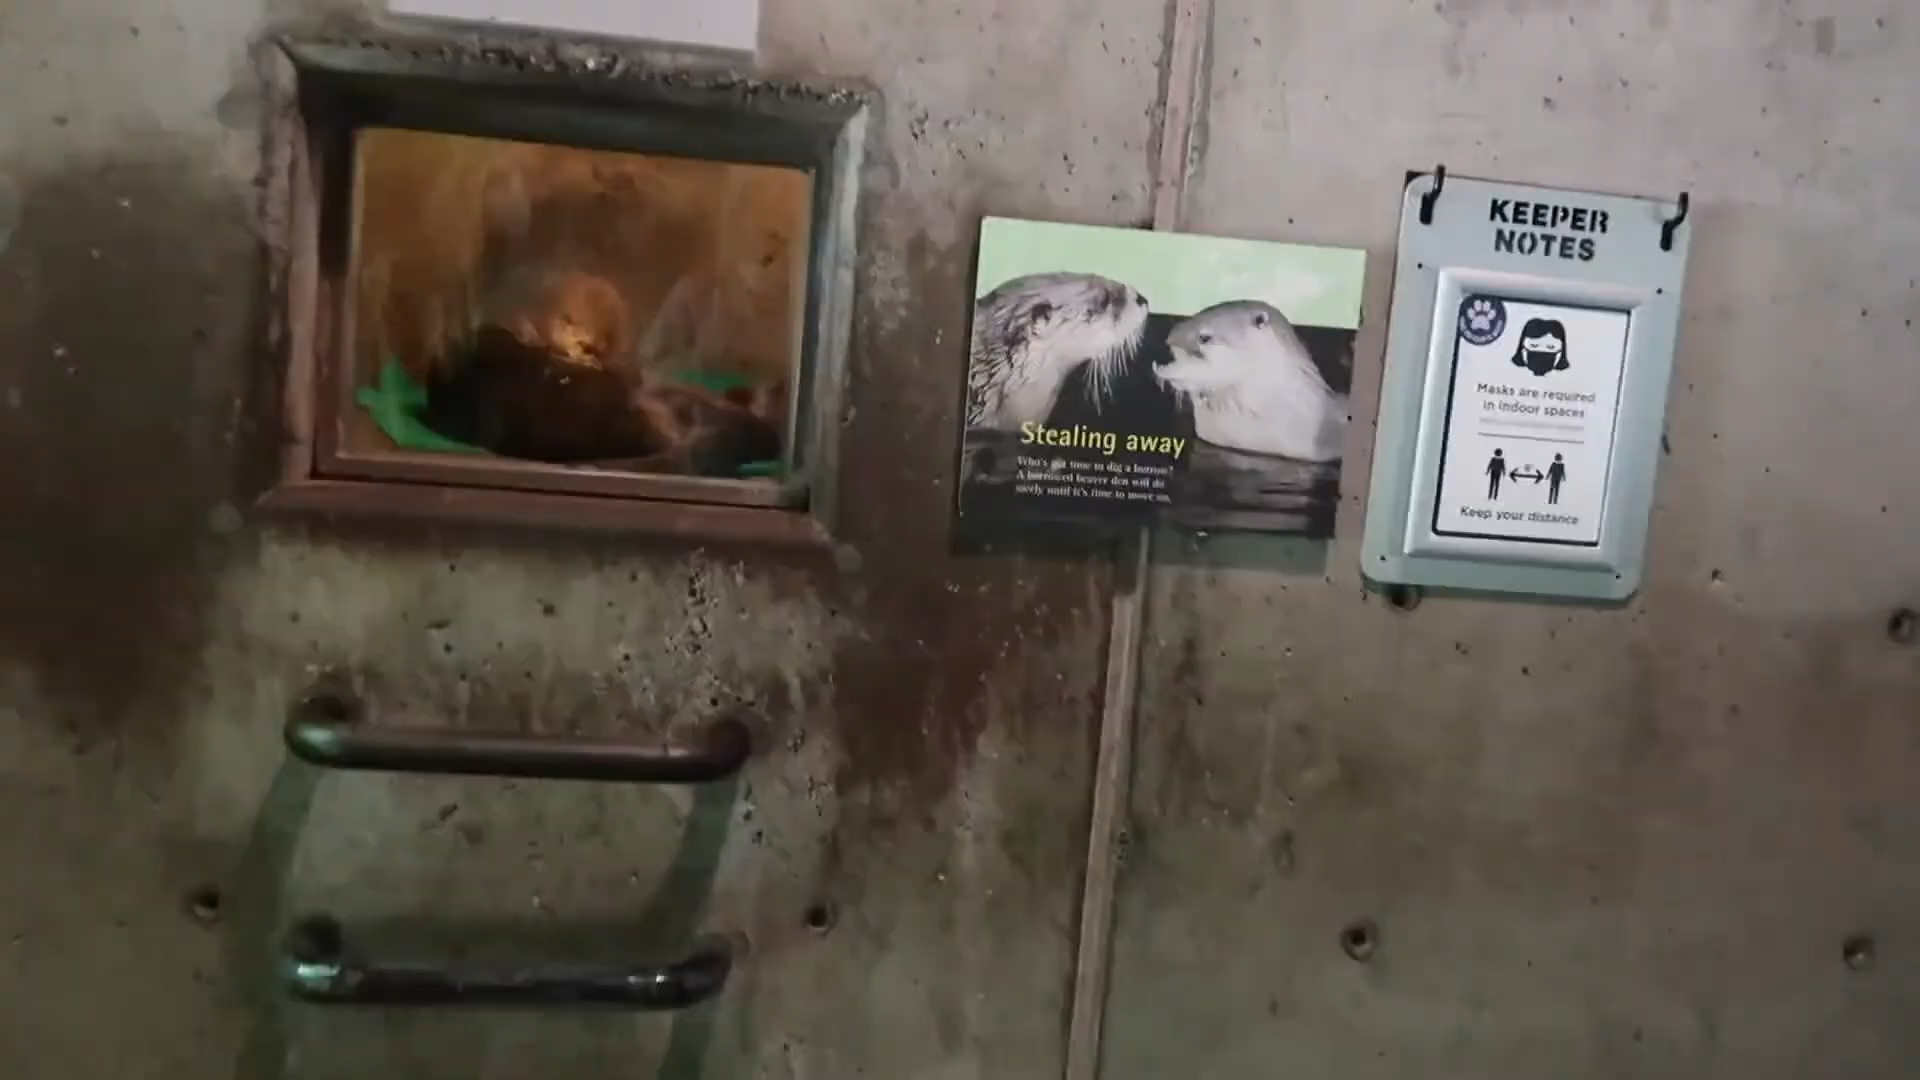 Stealing away
Who's got time to dig a burrow?
A borrowed beaver den will do
nicely, until it's time to move on.
KEEPER
NOTES
Masks are required
in indoor spaces
6'
Keep your distance